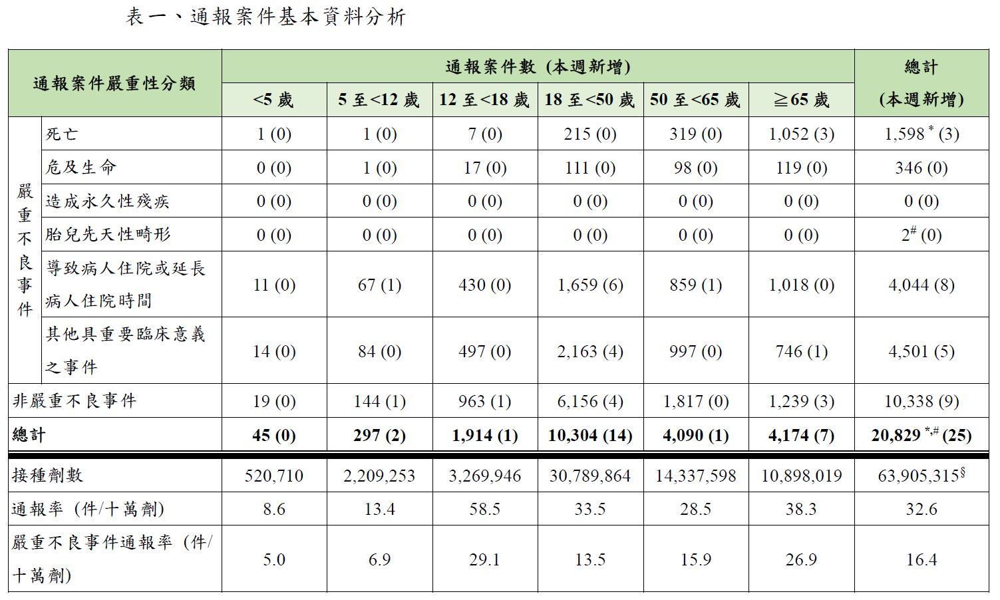 表一、通報案件基本資料分析
通報案件嚴重性分類 通報案件數 (本週新增) 總計 (本週新增)
<5 歲 5 至<12 歲 12 至<18 歲 18 至<50 歲 50 至<65 歲 ≧65 歲
嚴重不良事件
死亡 1 (0) 1 (0) 7 (0) 215 (0) 319 (0) 1,052 (3) 1,598 * (3)
危及生命 0 (0) 1 (0) 17 (0) 111 (0) 98 (0) 119 (0) 346 (0)
造成永久性殘疾 0 (0) 0 (0) 0 (0) 0 (0) 0 (0) 0 (0) 0 (0)
胎兒先天性畸形 0 (0) 0 (0) 0 (0) 0 (0) 0 (0) 0 (0) 2# (0)
導致病人住院或延長
病人住院時間 11 (0) 67 (1) 430 (0) 1,659 (6) 859 (1) 1,018 (0) 4,044 (8)
其他具重要臨床意義
之事件 14 (0) 84 (0) 497 (0) 2,163 (4) 997 (0) 746 (1) 4,501 (5)
非嚴重不良事件 19 (0) 144 (1) 963 (1) 6,156 (4) 1,817 (0) 1,239 (3) 10,338 (9)
總計 45 (0) 297 (2) 1,914 (1) 10,304 (14) 4,090 (1) 4,174 (7) 20,829 *,# (25)
接種劑數 520,710 2,209,253 3,269,946 30,789,864 14,337,598 10,898,019 63,905,315§
通報率 (件/十萬劑) 8.6 13.4 58.5 33.5 28.5 38.3 32.6
嚴重不良事件通報率 (件/
十萬劑) 5.0 6.9 29.1 13.5 15.9 26.9 16.4